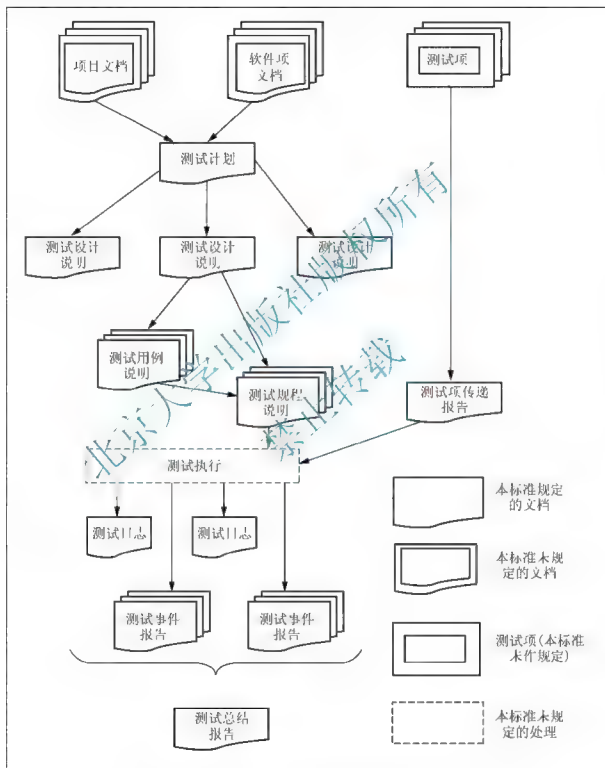 项目文档
软件项
文档
测试项
测试计划
测试设计
说明
测试设计
说明
测试设计
说明
测试用例
说明
测试规程
说明
测试项传递
报告
测试执行
测试日志
测试日志
测试事件
报告
测试事件
报告
测试总结
报告
本标准规定
的文档
本标准未规
定的文档
测试项(本标准
未作规定)
本标准未规
定的处理
北京大学出版社版权所有
禁止转载